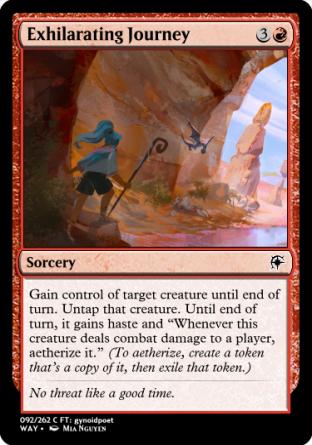 Exhilarating Journey 3
Sorcery
Gain control of target creature until end of
turn. Untap that creature. Until end of
turn, it gains haste and “Whenever this
creature deals combat damage to a player,
aetherize it.” (To aetherize, create a token
that’s a copy of it, then exile that token.)
No threat like a good time.
092/262 C FT: gynoidpoet
WAY • MIA NGUYEN